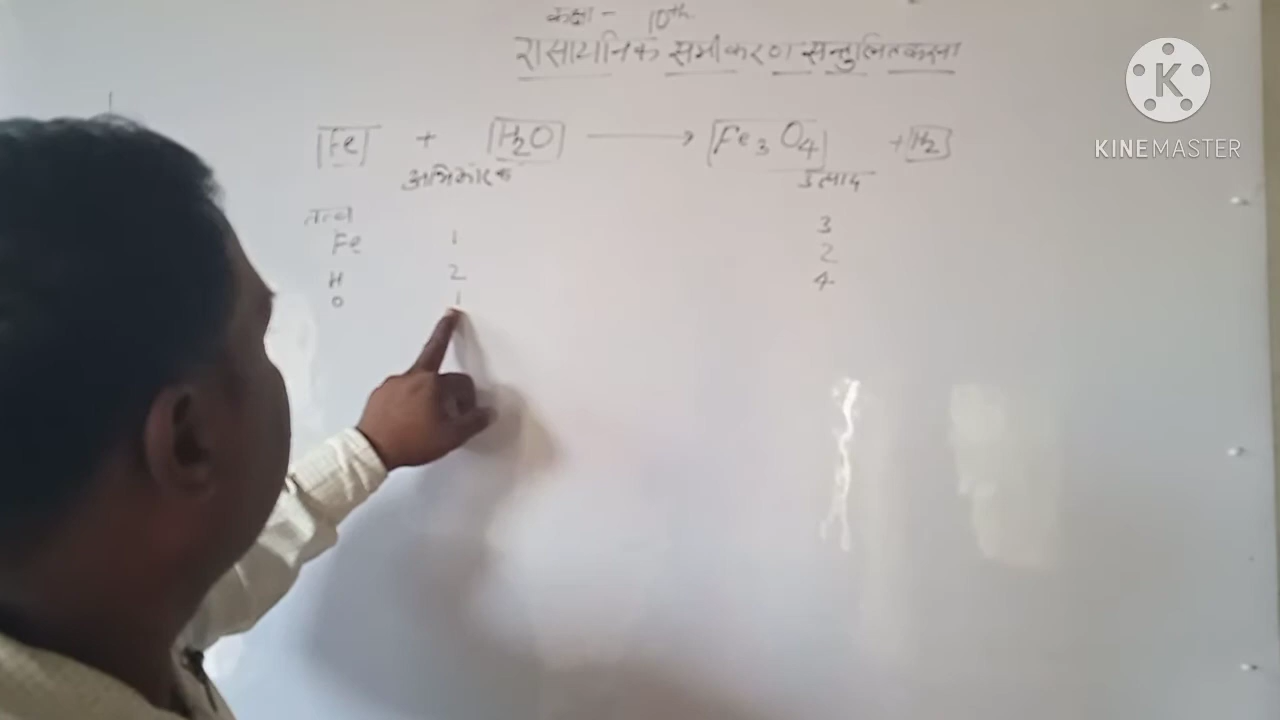 कक्षा - 10th
रासायनिक समीकरण सन्तुलित करना
KINEMASTER
Fe + H₂O → Fe₃O₄ + H₂
अभिकारक उत्पाद
तत्व
Fe 1 3
H 2 2
O 1 4